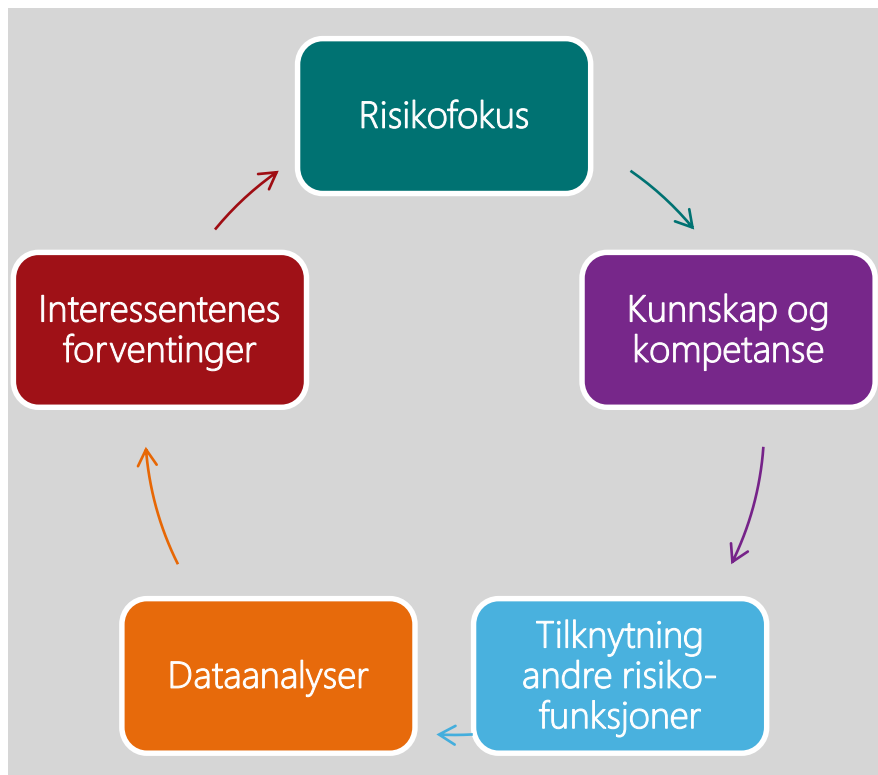 Risikofokus
Kunnskap og
kompetanse
Tilknytning
andre risiko-
funksjoner
Dataanalyser
Interessentenes
forventinger